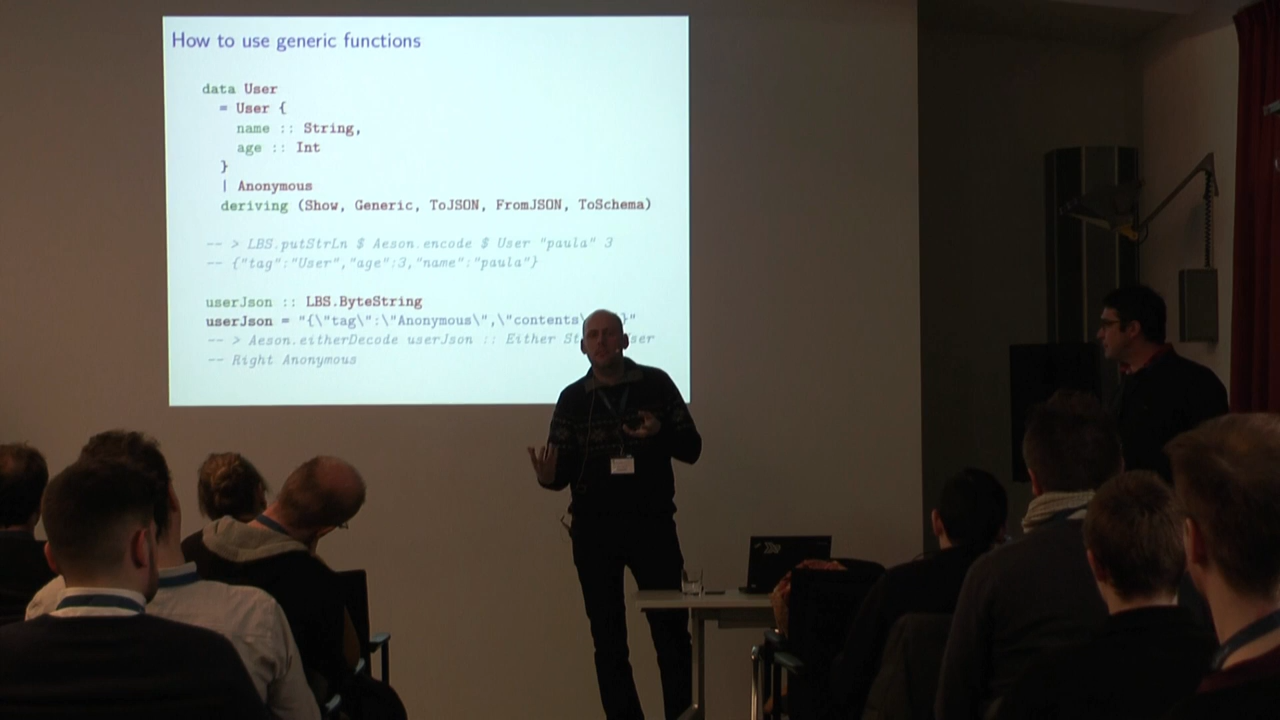 How to use generic functions
data User
= User {
name :: String,
age :: Int
}
| Anonymous
deriving (Show, Generic, ToJSON, FromJSON, ToSchema)
-- > LBS.putStrLn $ Aeson.encode $ User "paula" 3
-- {"tag":"User","age":3,"name":"paula"}
userJson :: LBS.ByteString
userJson = "{\"tag\":\"Anonymous\",\"contents\ }"
-- > Aeson.eitherDecode userJson :: Either St ser
-- Right Anonymous